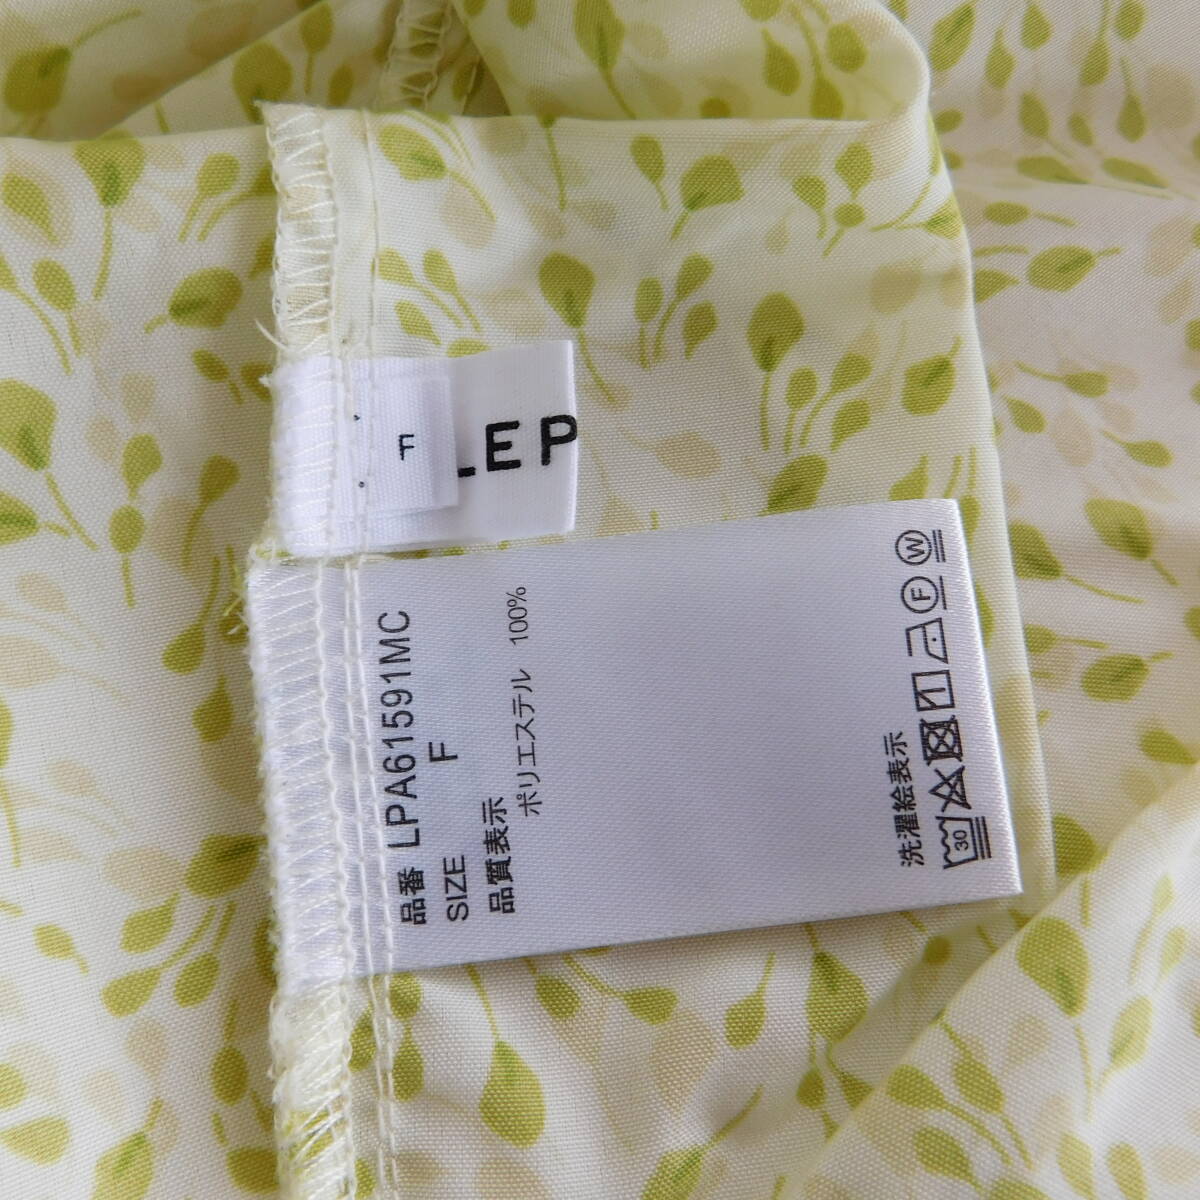 F
LEP
品番 LPA61591MC
SIZE F
品質表示
ポリエステル 100%
洗濯絵表示
30
F
W